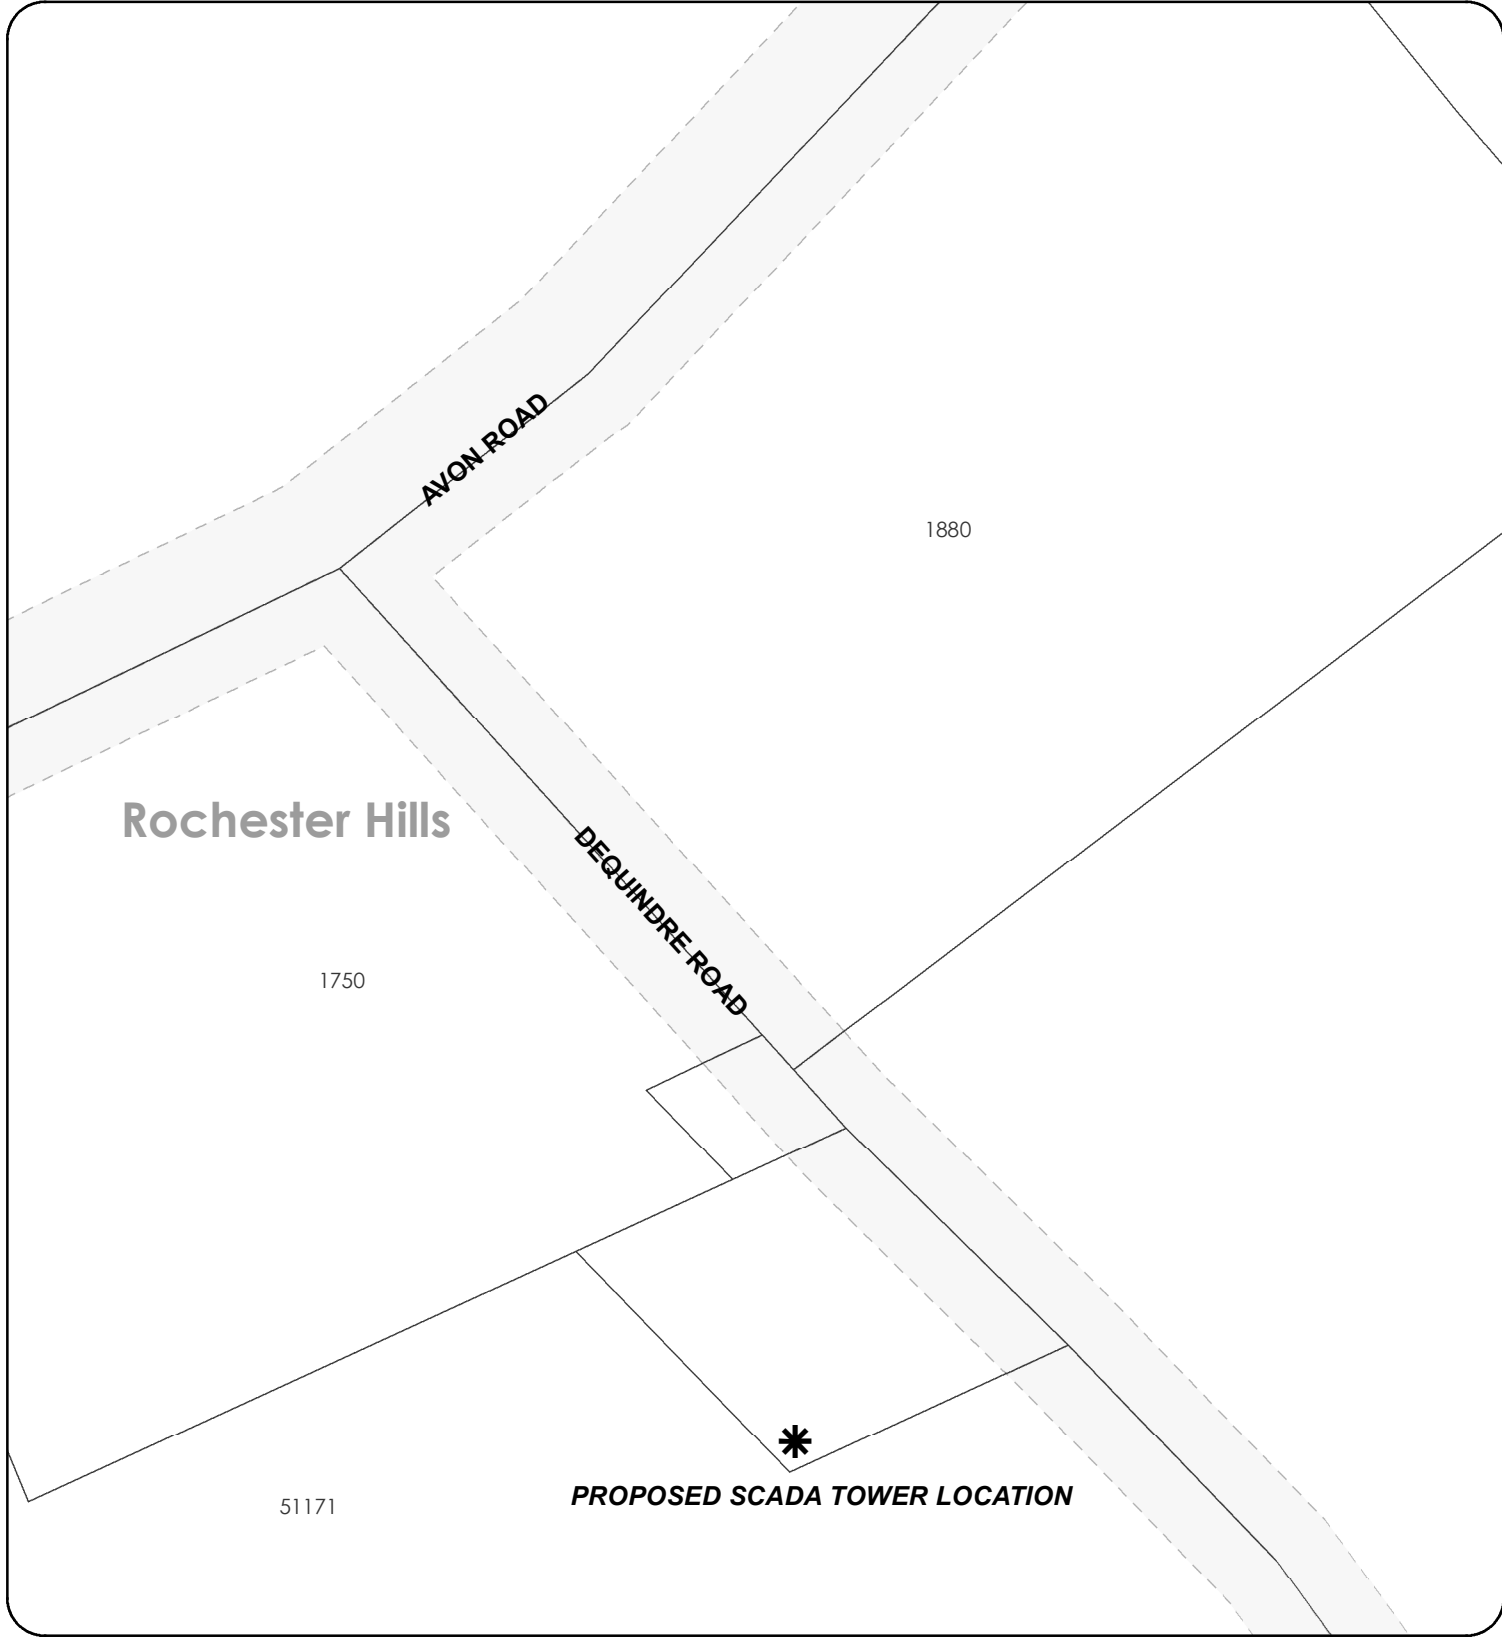 AVON ROAD
1880
Rochester Hills
DEQUINDRE ROAD
1750
PROPOSED SCADA TOWER LOCATION
51171